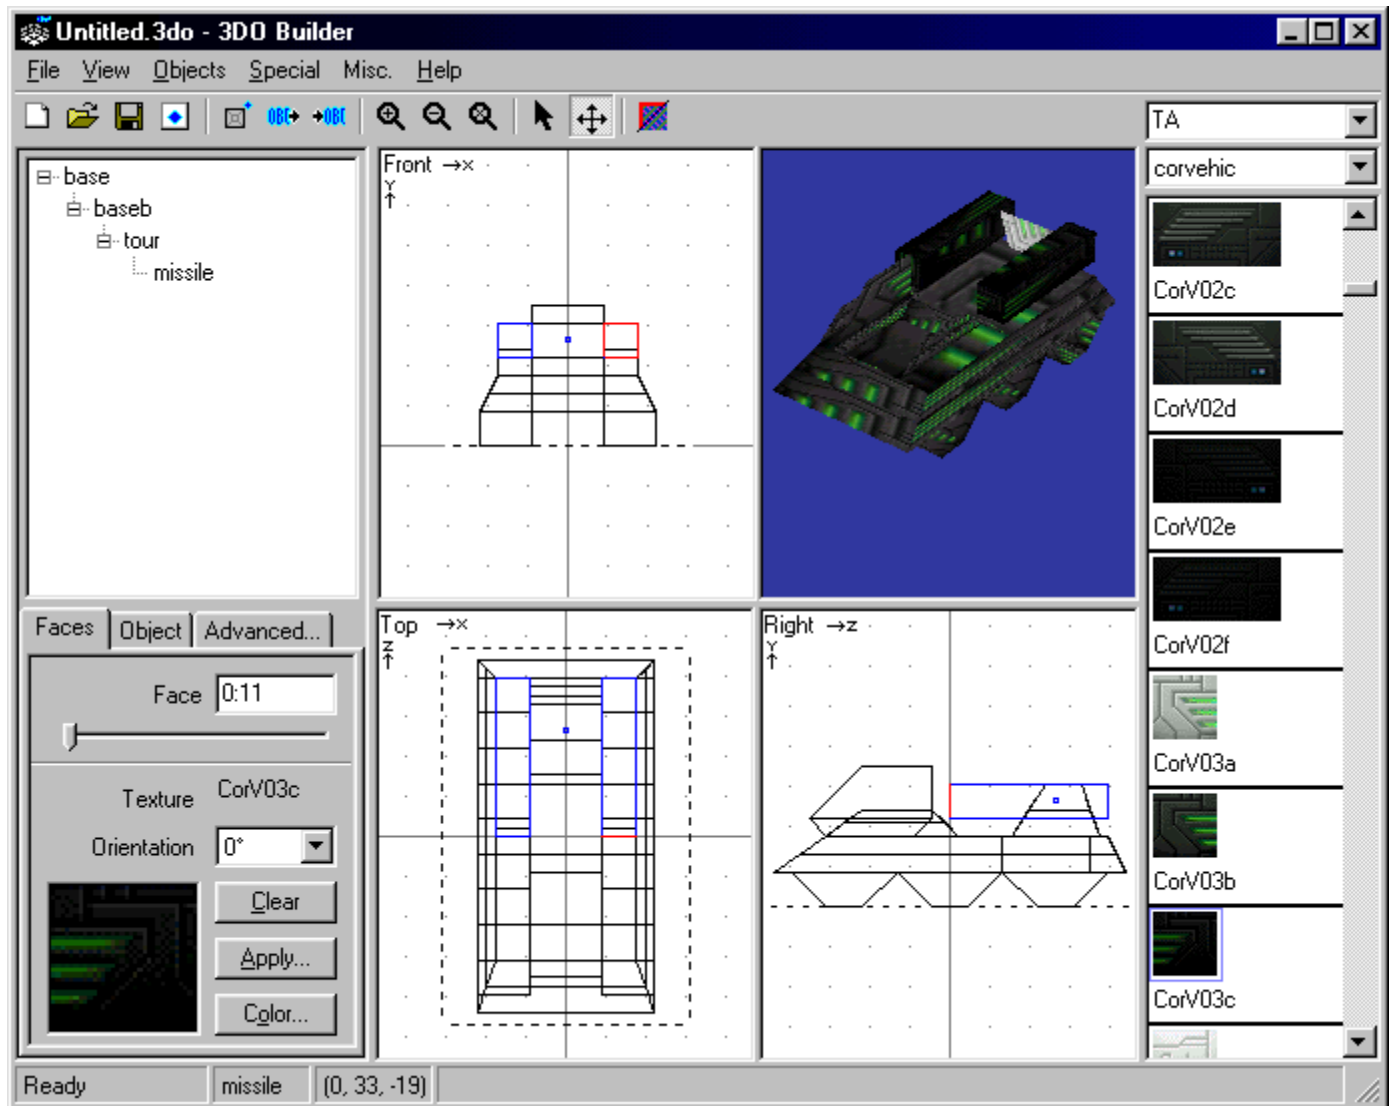 Untitled.3do - 3DO Builder
File View Objects Special Misc. Help
OBJ OBJ
TA
corvehic
base
baseb
tour
missile
Front →x
Y
↑
CorV02c
CorV02d
CorV02e
CorV02f
CorV03a
CorV03b
CorV03c
Faces Object Advanced...
Face 0:11
Texture CorV03c
Orientation 0°
Clear
Apply...
Color...
Top →x
Z
↑
Right →z
Y
↑
Ready missile (0, 33, -19)